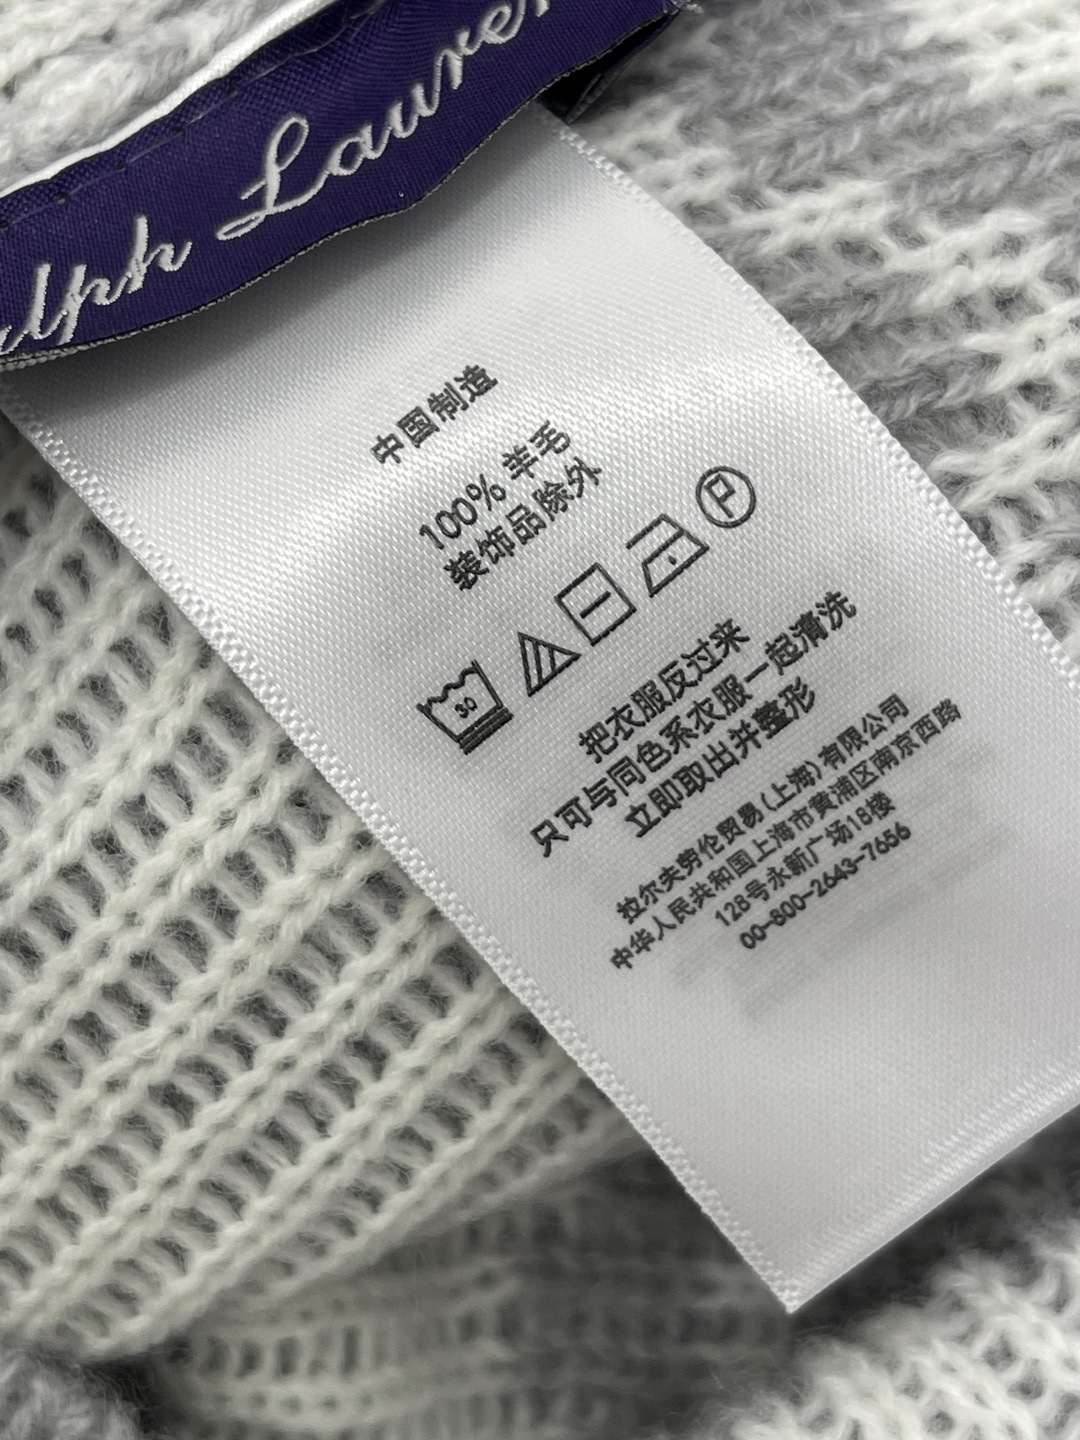 alph Lauren
中国制造
100% 羊毛
装饰品除外
30 P
把衣服反过来
只可与同色系衣服一起清洗
立即取出并整形
拉尔夫劳伦贸易(上海)有限公司
中华人民共和国上海市黄浦区南京西路
128号永新广场18楼
00-800-2643-7656